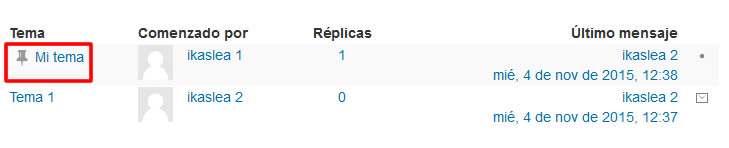 Tema Comenzado por Réplicas Último mensaje
Mi tema ikaslea 1 1 ikaslea 2
mié, 4 de nov de 2015, 12:38
Tema 1 ikaslea 2 0 ikaslea 2
mié, 4 de nov de 2015, 12:37